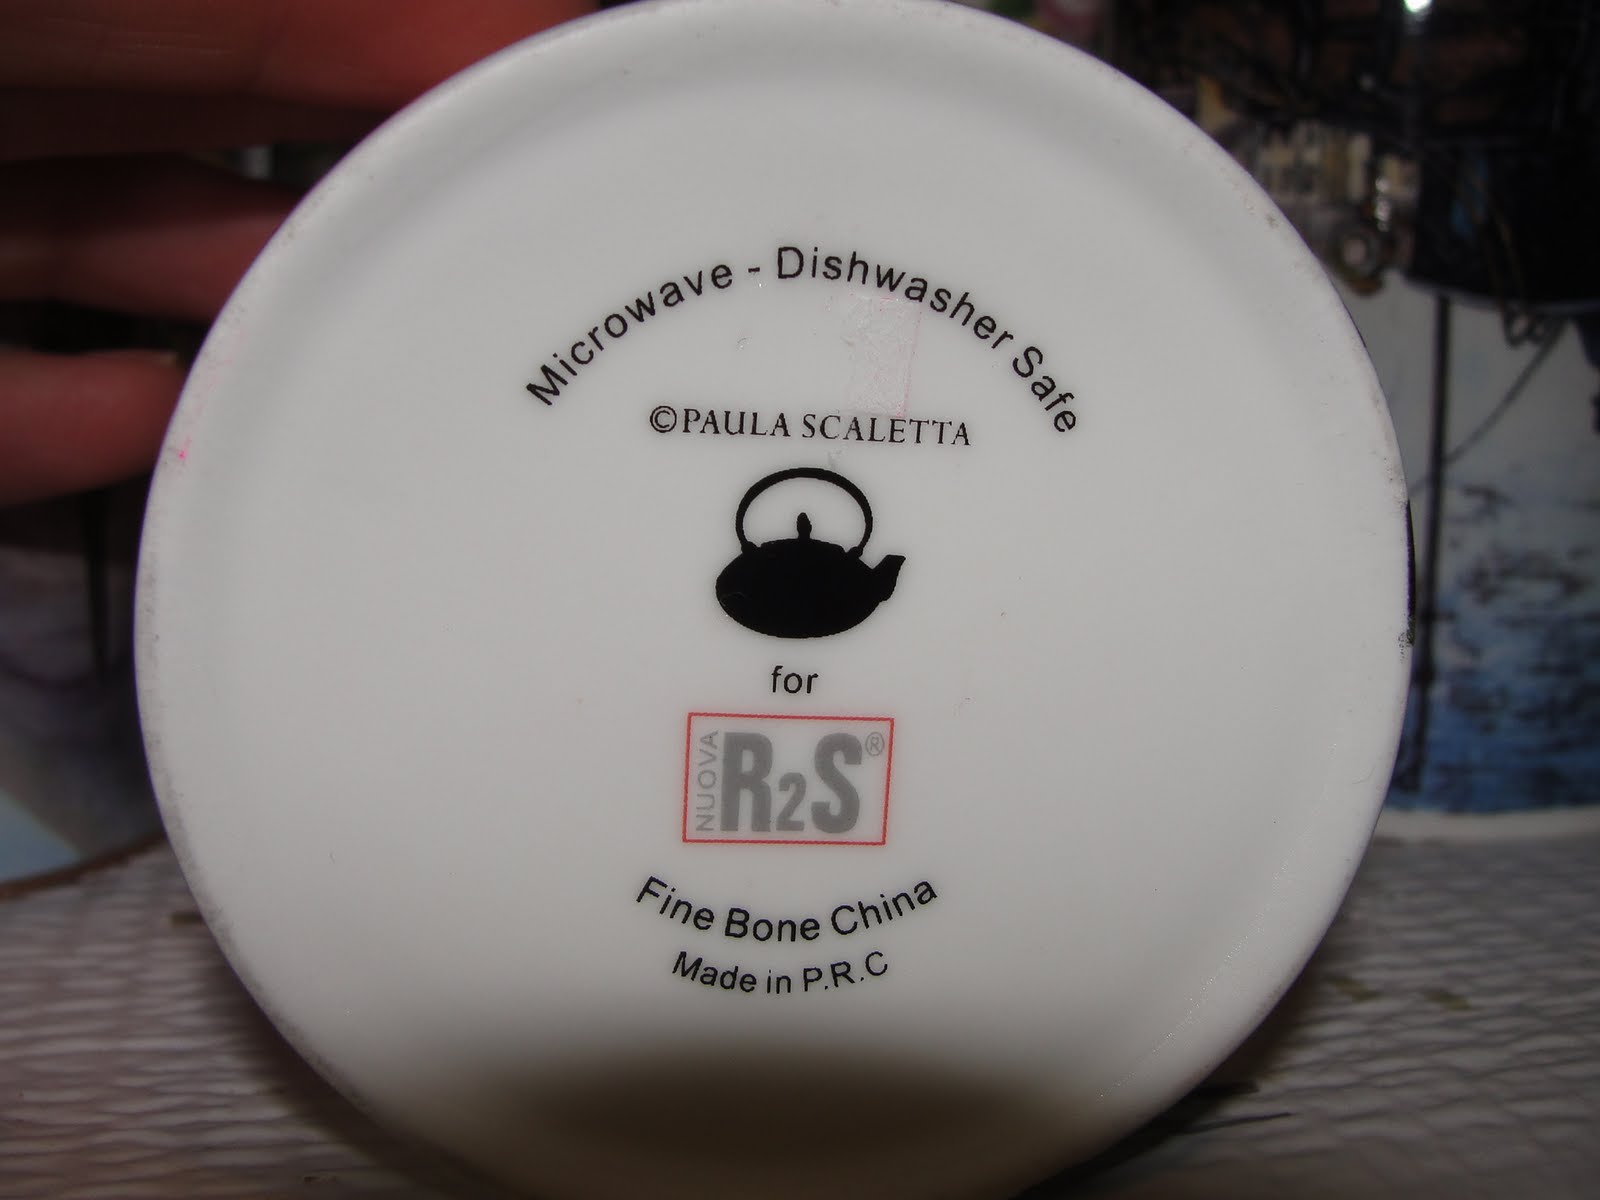 Microwave - Dishwasher Safe
©PAULA SCALETTA
for
NUOVA R2S®
Fine Bone China
Made in P.R.C